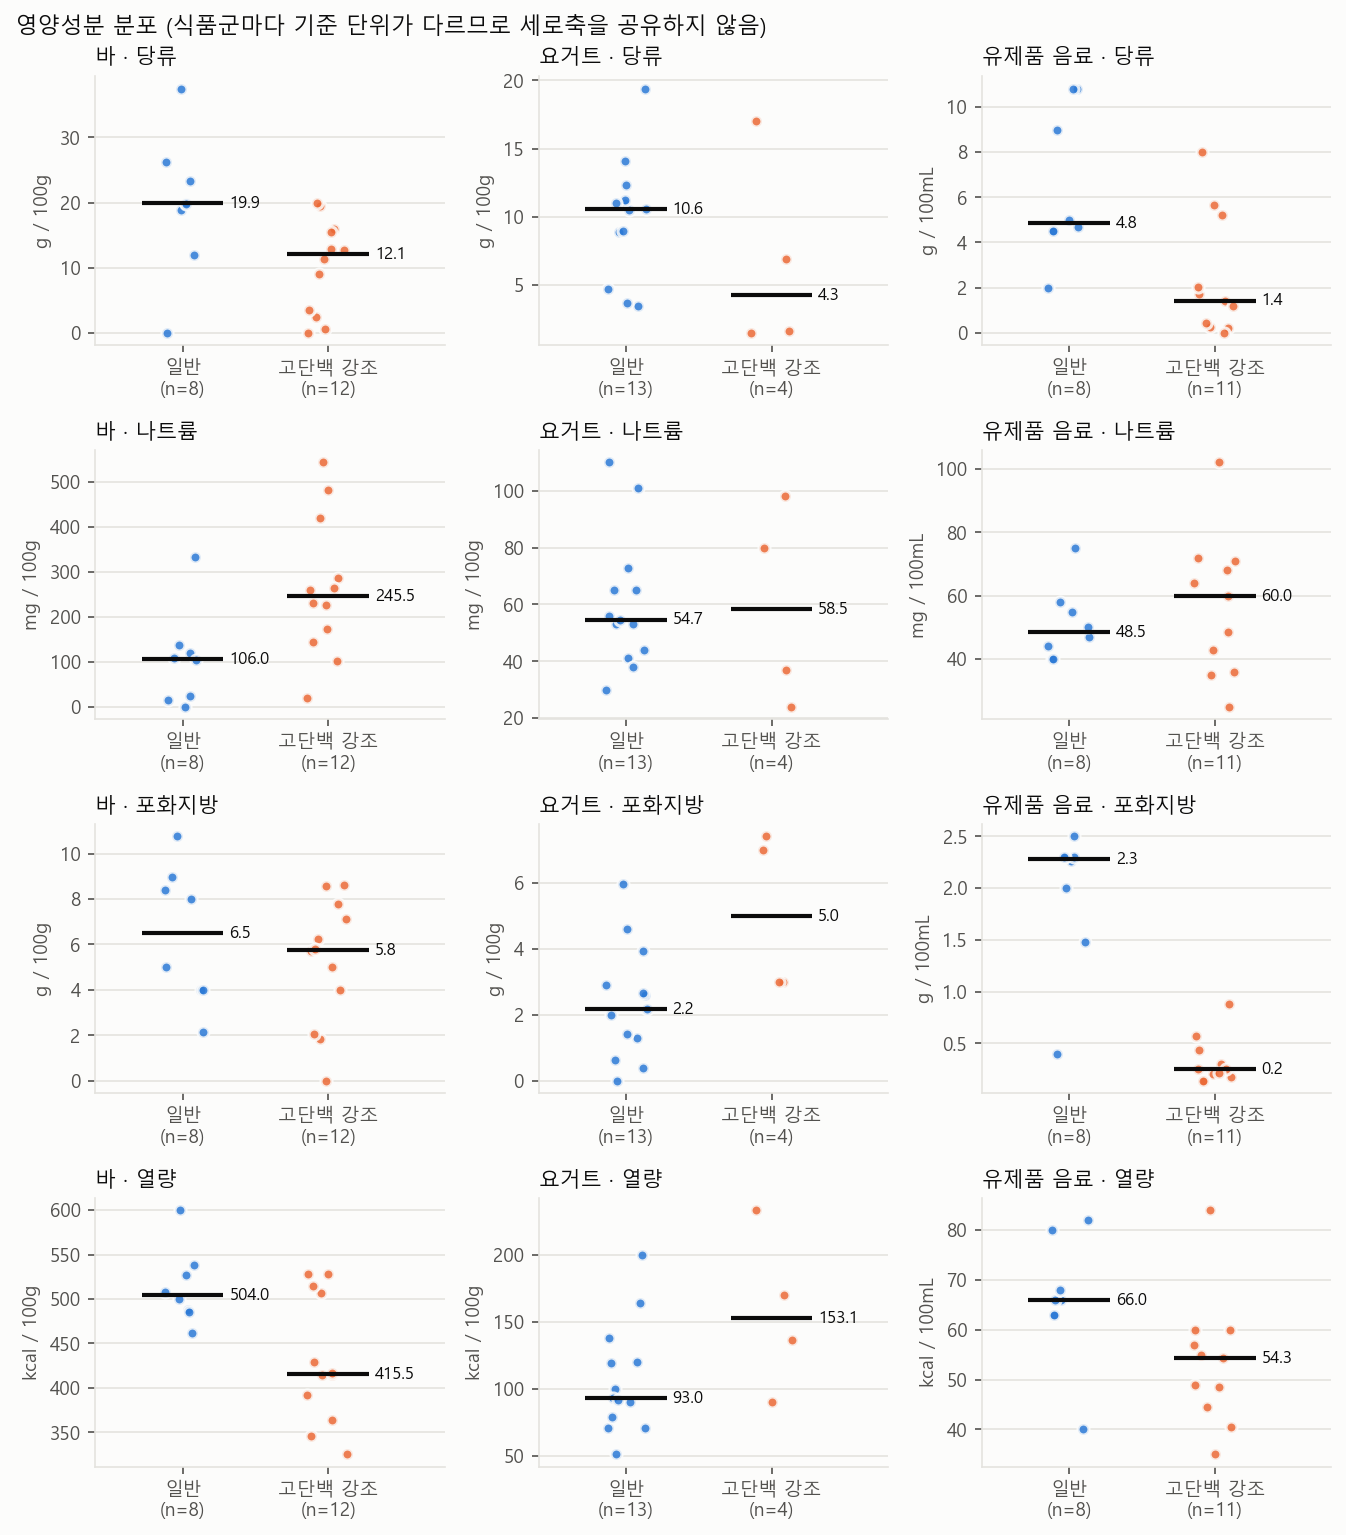 영양성분 분포 (식품군마다 기준 단위가 다르므로 세로축을 공유하지 않음)
바 · 당류
g / 100g
30
20
10
0
19.9
12.1
일반
(n=8)
고단백 강조
(n=12)
요거트 · 당류
g / 100g
20
15
10
5
10.6
4.3
일반
(n=13)
고단백 강조
(n=4)
유제품 음료 · 당류
g / 100mL
10
8
6
4
2
0
4.8
1.4
일반
(n=8)
고단백 강조
(n=11)
바 · 나트륨
mg / 100g
500
400
300
200
100
0
106.0
245.5
일반
(n=8)
고단백 강조
(n=12)
요거트 · 나트륨
mg / 100g
100
80
60
40
20
54.7
58.5
일반
(n=13)
고단백 강조
(n=4)
유제품 음료 · 나트륨
mg / 100mL
100
80
60
40
48.5
60.0
일반
(n=8)
고단백 강조
(n=11)
바 · 포화지방
g / 100g
10
8
6
4
2
0
6.5
5.8
일반
(n=8)
고단백 강조
(n=12)
요거트 · 포화지방
g / 100g
6
4
2
0
2.2
5.0
일반
(n=13)
고단백 강조
(n=4)
유제품 음료 · 포화지방
g / 100mL
2.5
2.0
1.5
1.0
0.5
2.3
0.2
일반
(n=8)
고단백 강조
(n=11)
바 · 열량
kcal / 100g
600
550
500
450
400
350
504.0
415.5
일반
(n=8)
고단백 강조
(n=12)
요거트 · 열량
kcal / 100g
200
150
100
50
93.0
153.1
일반
(n=13)
고단백 강조
(n=4)
유제품 음료 · 열량
kcal / 100mL
80
70
60
50
40
66.0
54.3
일반
(n=8)
고단백 강조
(n=11)